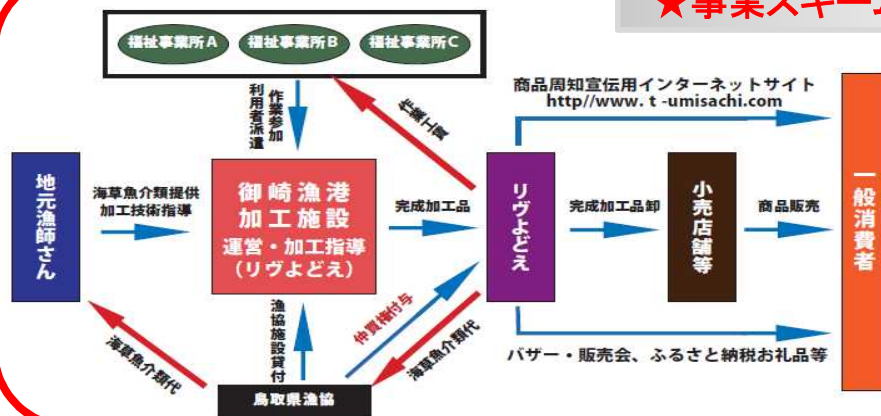 ★事業スキーム
福祉事業所A
福祉事業所B
福祉事業所C
利用者派遣
作業参加
作業工賃
商品周知宣伝用インターネットサイト
http//www. t -umisachi.com
地元漁師さん
海草魚介類提供
加工技術指導
御崎漁港
加工施設
運営・加工指導
（リヴよどえ）
完成加工品
リヴよどえ
完成加工品卸
小売店舗等
商品販売
一般消費者
海草魚介類代
漁協施設貸付
仲買権付与
海草魚介類代
バザー・販売会、ふるさと納税お礼品等
鳥取県漁協